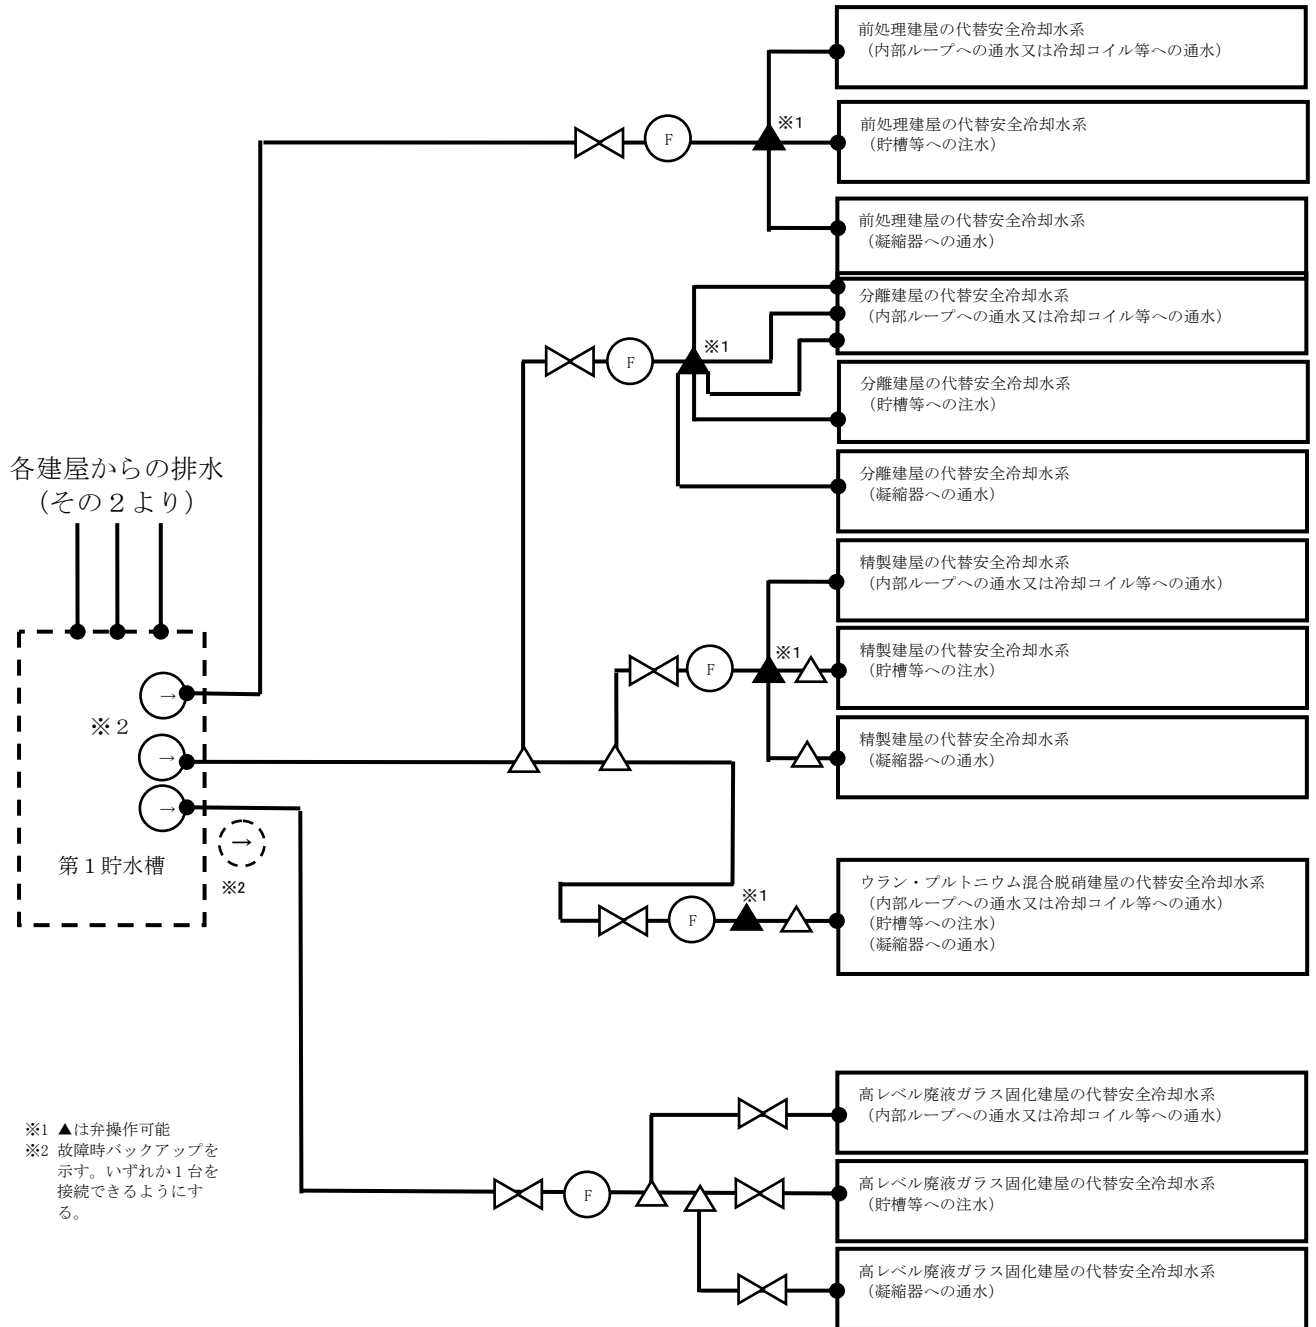 前処理建屋の代替安全冷却水系
（内部ループへの通水又は冷却コイル等への通水）
※1
F
前処理建屋の代替安全冷却水系
（貯槽等への注水）
前処理建屋の代替安全冷却水系
（凝縮器への通水）
分離建屋の代替安全冷却水系
（内部ループへの通水又は冷却コイル等への通水）
※1
F
分離建屋の代替安全冷却水系
（貯槽等への注水）
各建屋からの排水
（その２より）
分離建屋の代替安全冷却水系
（凝縮器への通水）
精製建屋の代替安全冷却水系
（内部ループへの通水又は冷却コイル等への通水）
※1
F
精製建屋の代替安全冷却水系
（貯槽等への注水）
→
※２
→
→
精製建屋の代替安全冷却水系
（凝縮器への通水）
→
第１貯水槽
※2
※1
F
ウラン・プルトニウム混合脱硝建屋の代替安全冷却水系
（内部ループへの通水又は冷却コイル等への通水）
（貯槽等への注水）
（凝縮器への通水）
高レベル廃液ガラス固化建屋の代替安全冷却水系
（内部ループへの通水又は冷却コイル等への通水）
※1 ▲は弁操作可能
※2 故障時バックアップを
示す。いずれか１台を
接続できるようにす
る。
F
高レベル廃液ガラス固化建屋の代替安全冷却水系
（貯槽等への注水）
高レベル廃液ガラス固化建屋の代替安全冷却水系
（凝縮器への通水）